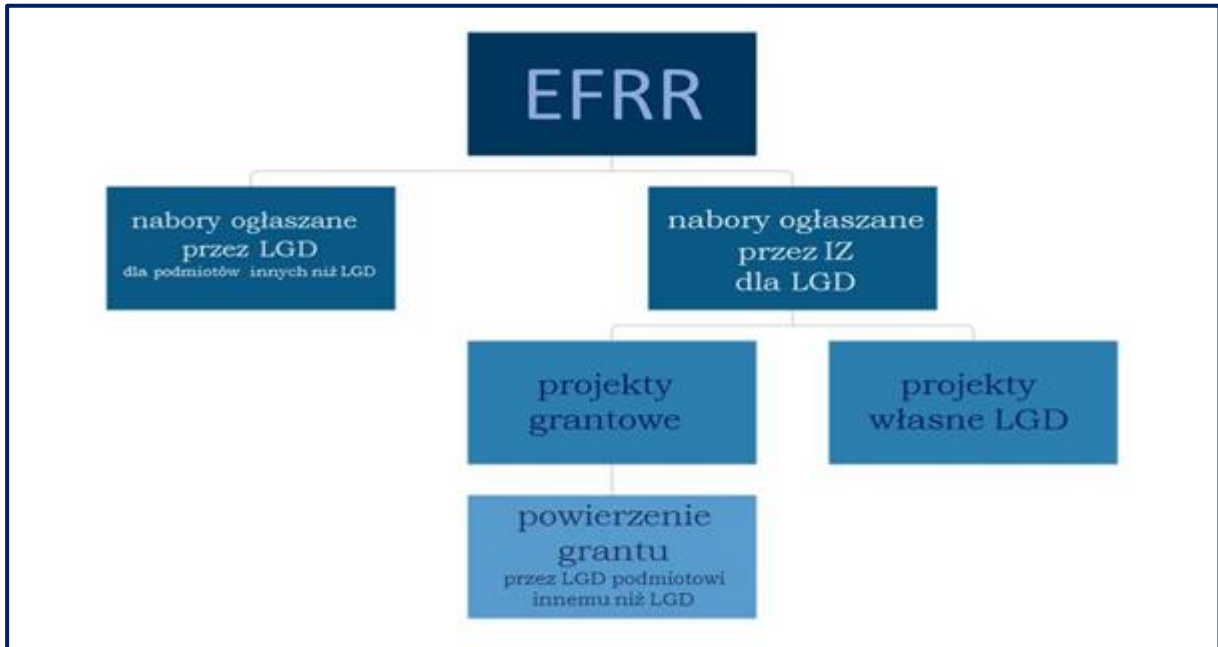 EFRR
nabory ogłaszane
przez LGD
dla podmiotów innych niż LGD
nabory ogłaszane
przez IZ
dla LGD
projekty
grantowe
projekty
własne LGD
powierzenie
grantu
przez LGD podmiotowi
innemu niż LGD